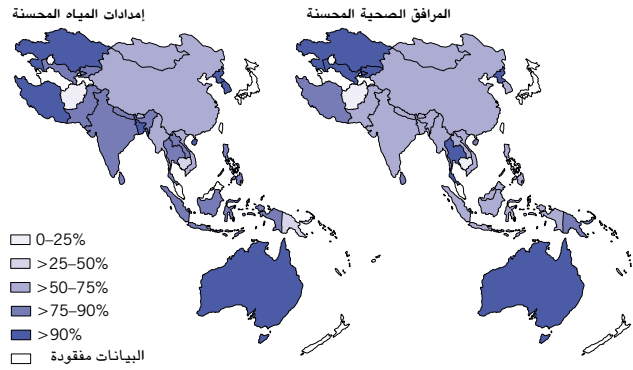 إمدادات المياه المحسنة
المرافق الصحية المحسنة
0–25%
>25–50%
>50–75%
>75–90%
>90%
البيانات مفقودة